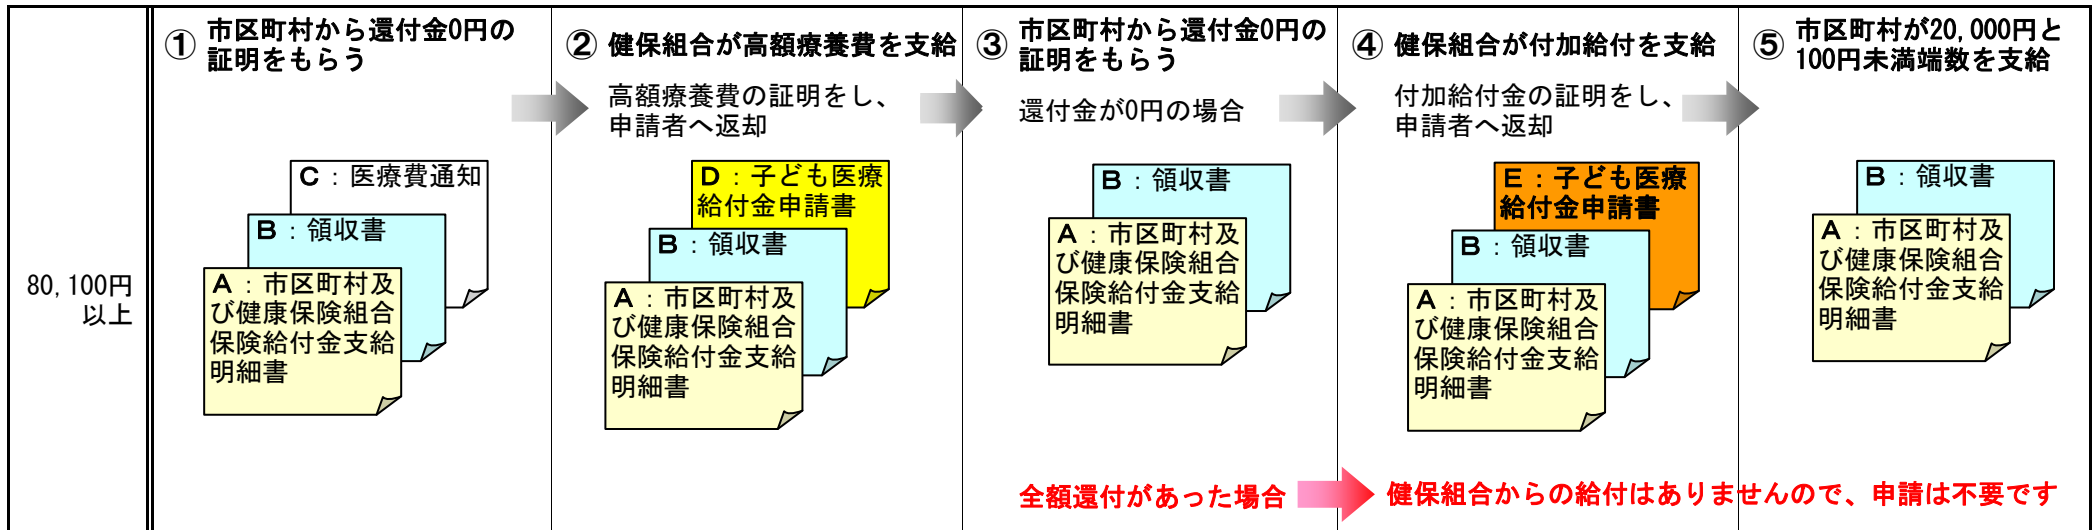 80,100円
以上
① 市区町村から還付金0円の
証明をもらう
C：医療費通知
B：領収書
A：市区町村及
び健康保険組合
保険給付金支給
明細書
② 健保組合が高額療養費を支給
高額療養費の証明をし、
申請者へ返却
D：子ども医療
給付金申請書
B：領収書
A：市区町村及
び健康保険組合
保険給付金支給
明細書
③ 市区町村から還付金0円の
証明をもらう
還付金が0円の場合
B：領収書
A：市区町村及
び健康保険組合
保険給付金支給
明細書
④ 健保組合が付加給付を支給
付加給付金の証明をし、
申請者へ返却
E：子ども医療
給付金申請書
B：領収書
A：市区町村及
び健康保険組合
保険給付金支給
明細書
⑤ 市区町村が20,000円と
100円未満端数を支給
B：領収書
A：市区町村及
び健康保険組合
保険給付金支給
明細書
全額還付があった場合
健保組合からの給付はありませんので、申請は不要です